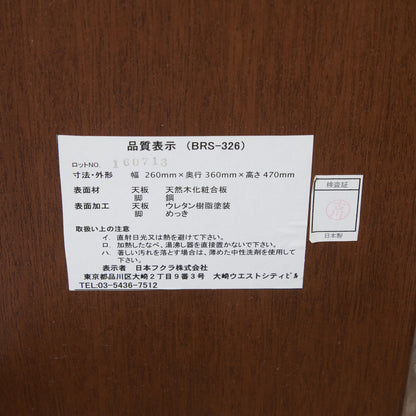 品質表示 (BRS-326)
ロットNO. 160713
寸法・外形 幅 260mm×奥行 360mm×高さ 470mm
表面材 天板 天然木化粧合板
脚 鋼
表面加工 天板 ウレタン樹脂塗装
脚 めっき
取扱い上の注意
イ. 直射日光又は熱を避けて下さい。
ロ. 加熱したなべ、湯沸し器を直接置かないで下さい。
ハ. 著しい汚れを落とす場合は、薄めた中性洗剤を使用して
下さい。
表示者 日本フクラ株式会社
東京都品川区大崎2丁目9番3号 大崎ウエストシティビル
TEL:03-5436-7512
検査証
日本製